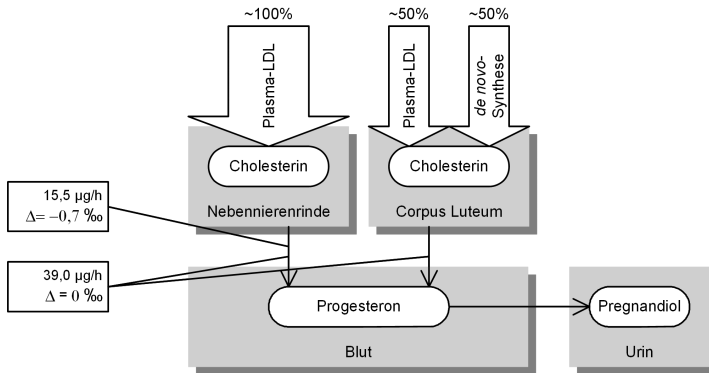 ~100%
~50%
~50%
Plasma-LDL
Plasma-LDL
de novo-
Synthese
Cholesterin
Cholesterin
Nebennierenrinde
Corpus Luteum
15,5 µg/h
Δ= −0,7 ‰
39,0 µg/h
Δ = 0 ‰
Progesteron
Pregnandiol
Blut
Urin